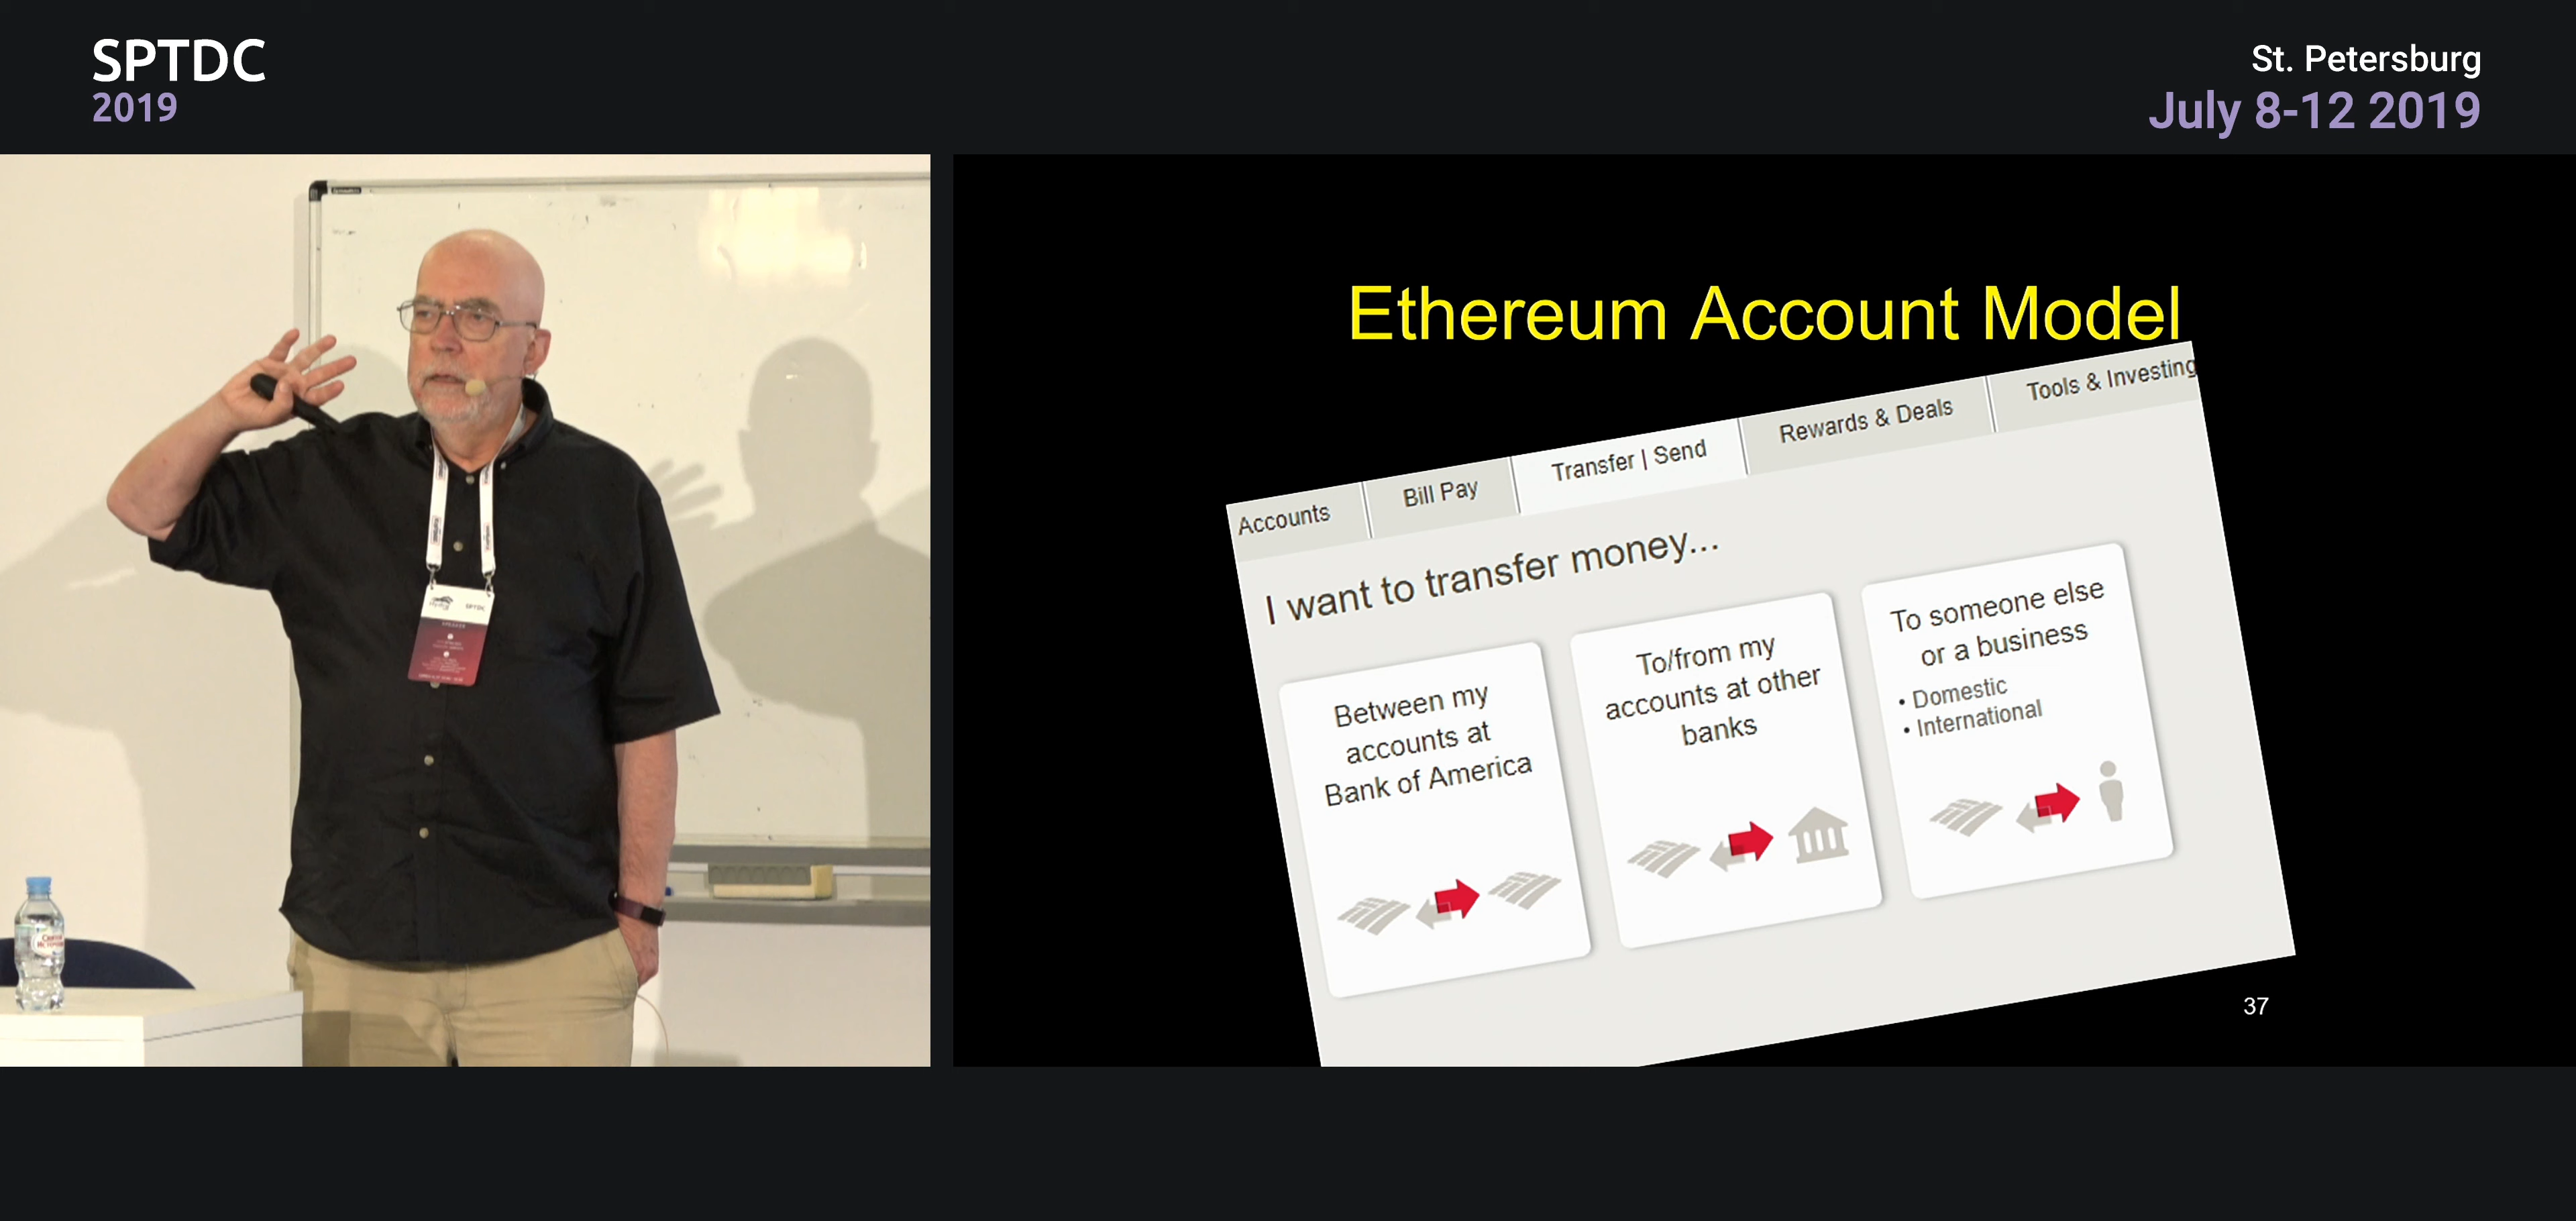 SPTDC
2019
St. Petersburg
July 8-12 2019
SPTDC
Ethereum Account Model
Accounts
Bill Pay
Transfer | Send
Rewards & Deals
Tools & Investing
I want to transfer money...
Between my
accounts at
Bank of America
To/from my
accounts at other
banks
To someone else
or a business
• Domestic
• International
37